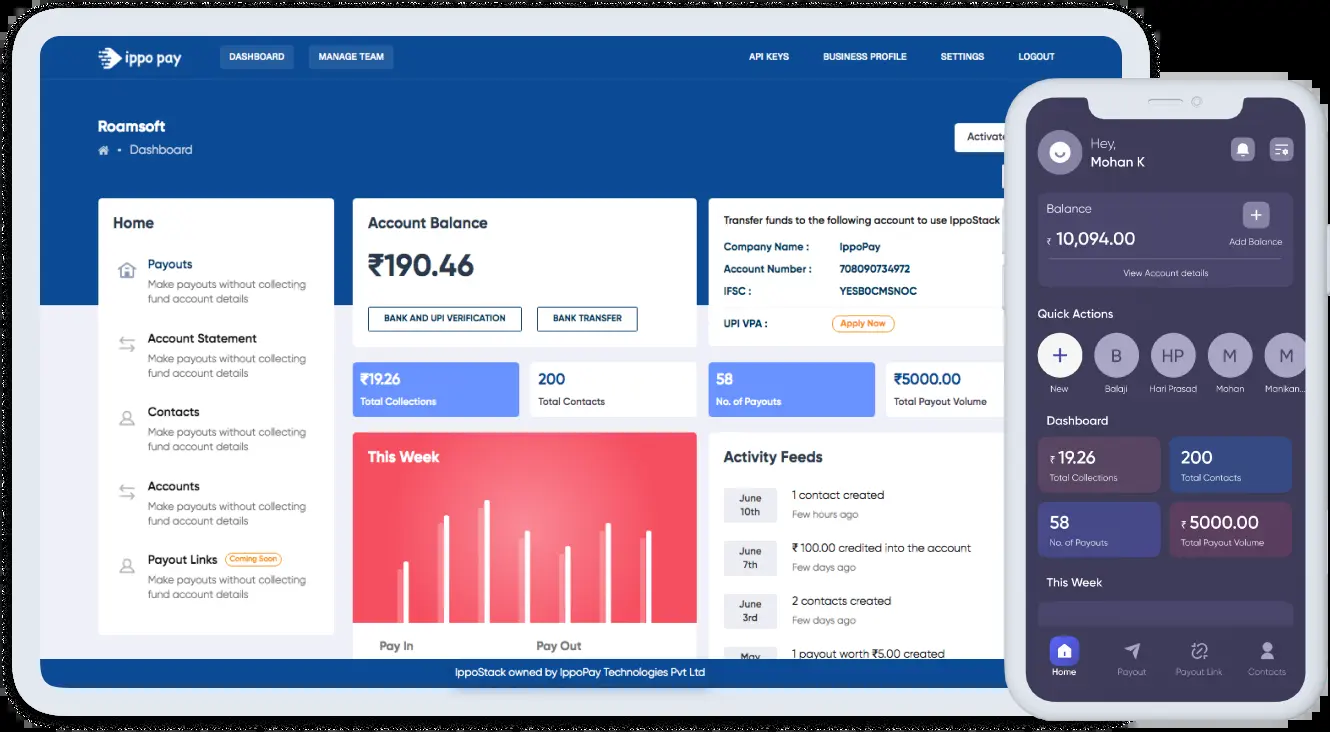 ippo pay
DASHBOARD
MANAGE TEAM
API KEYS
BUSINESS PROFILE
SETTINGS
LOGOUT
Roamsoft
• Dashboard
Home
Payouts
Make payouts without collecting
fund account details
Account Statement
Make payouts without collecting
fund account details
Contacts
Make payouts without collecting
fund account details
Accounts
Make payouts without collecting
fund account details
Payout Links Coming Soon
Make payouts without collecting
fund account details
Account Balance
₹190.46
BANK AND UPI VERIFICATION
BANK TRANSFER
Transfer funds to the following account to use IppoStack
Company Name : IppoPay
Account Number : 708090734972
IFSC : YESB0CMSNOC
UPI VPA : Apply Now
₹19.26
Total Collections
200
Total Contacts
58
No. of Payouts
₹5000.00
Total Payout Volume
This Week
Pay In
Pay Out
Activity Feeds
June
10th
1 contact created
Few hours ago
June
7th
₹ 100.00 credited into the account
Few days ago
June
3rd
2 contacts created
Few days ago
May
1 payout worth ₹5.00 created
IppoStack owned by IppoPay Technologies Pvt Ltd
Hey,
Mohan K
Balance
₹ 10,094.00
Add Balance
View Account details
Quick Actions
B
HP
M
M
New
Balaji
Hari Prasad
Mohan
Manikan...
Dashboard
₹ 19.26
Total Collections
200
Total Contacts
58
No. of Payouts
₹ 5000.00
Total Payout Volume
This Week
Home
Payout
Payout Link
Contacts